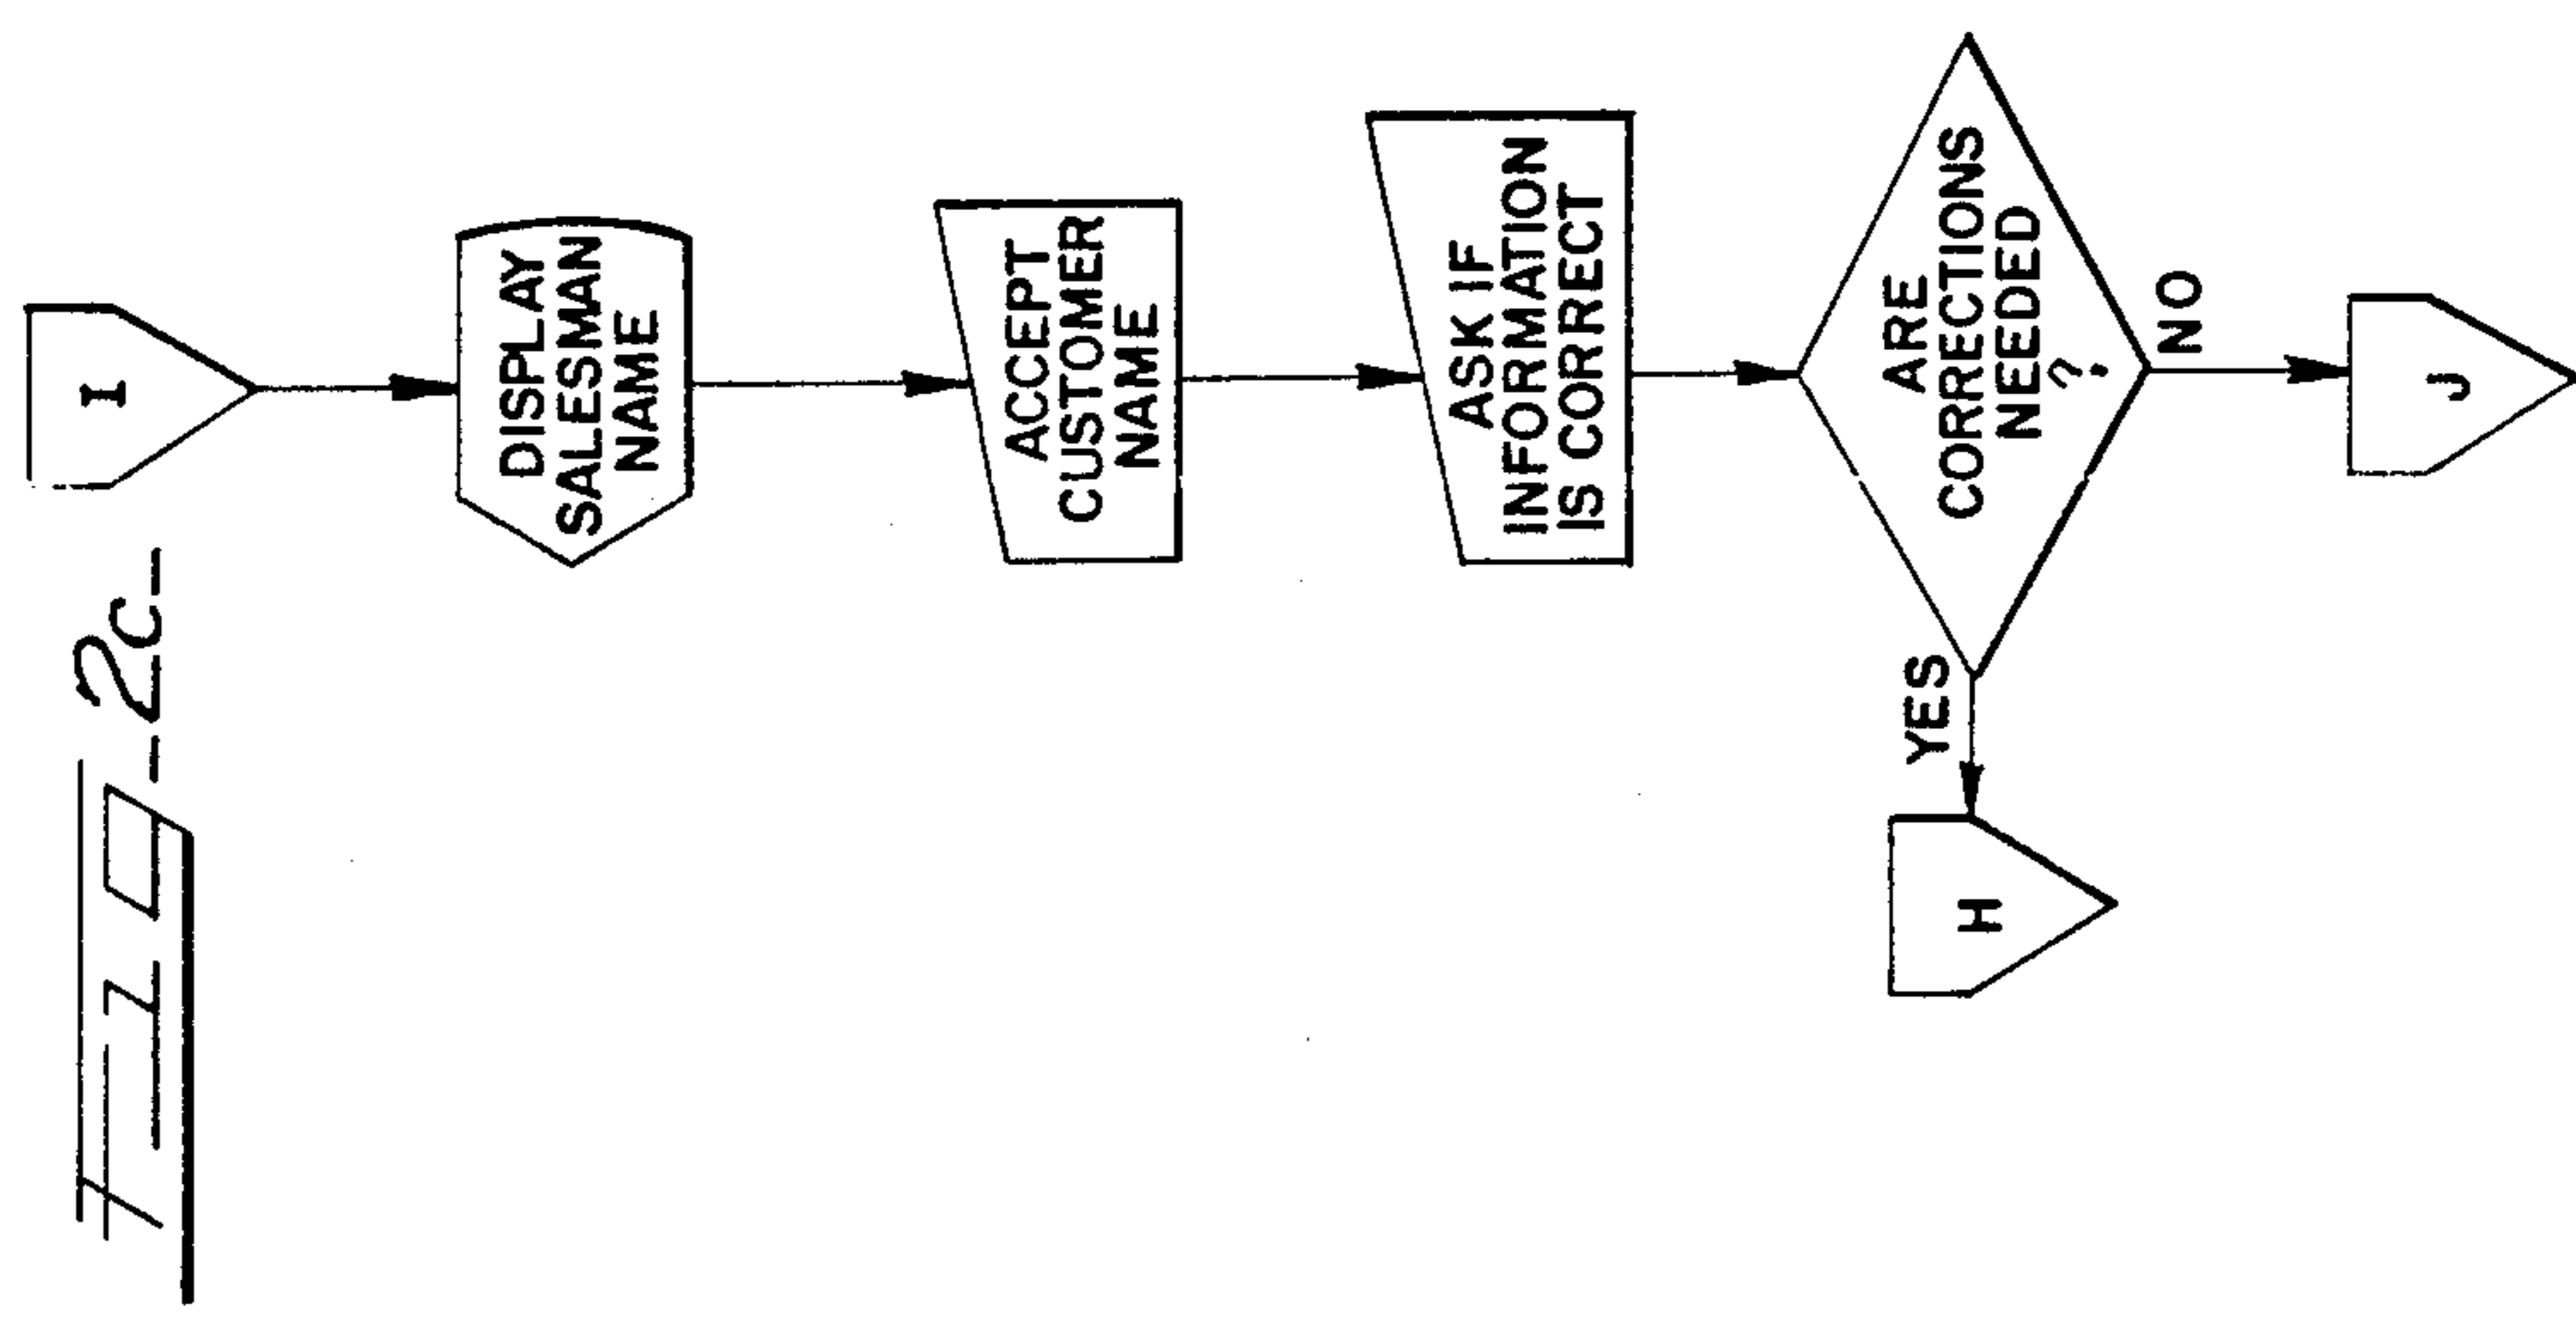 Fig-2c-
I
DISPLAY
SALESMAN
NAME
ACCEPT
CUSTOMER
NAME
ASK IF
INFORMATION
IS CORRECT
ARE
CORRECTIONS
NEEDED
?
YES
H
NO
J